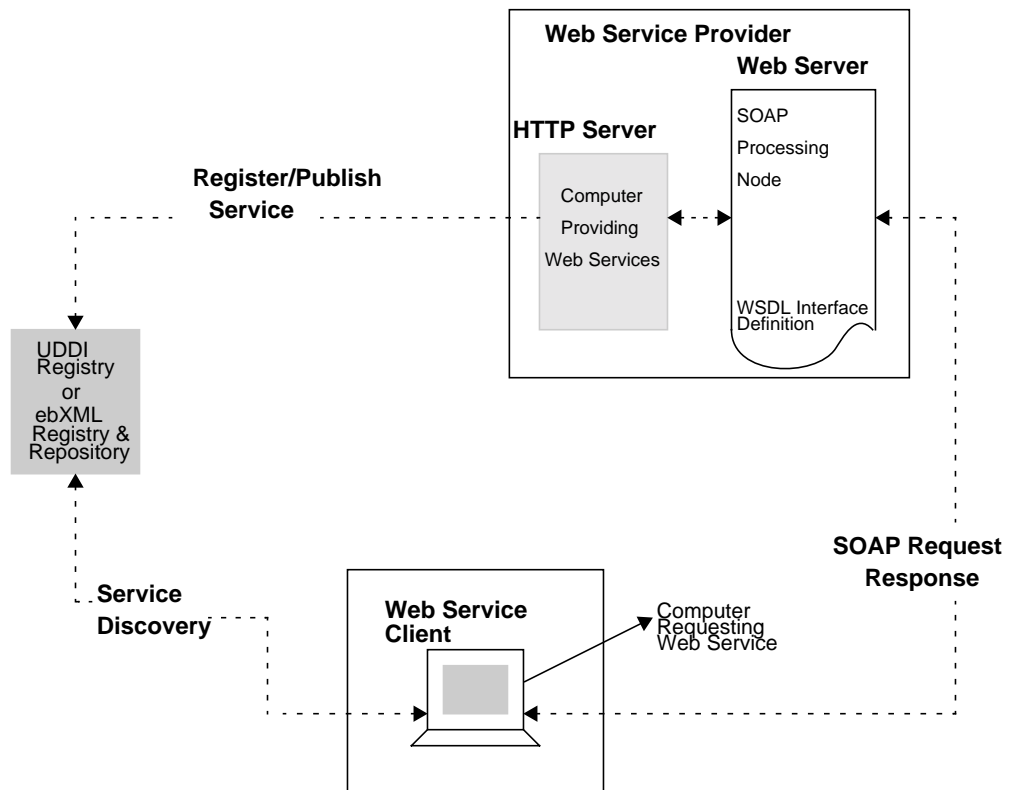 Web Service Provider
Web Server
HTTP Server
SOAP
Processing
Node
Computer
Providing
Web Services
WSDL Interface
Definition
Register/Publish
Service
UDDI
Registry
or
ebXML
Registry &
Repository
SOAP Request
Response
Service
Discovery
Web Service
Client
Computer
Requesting
Web Service